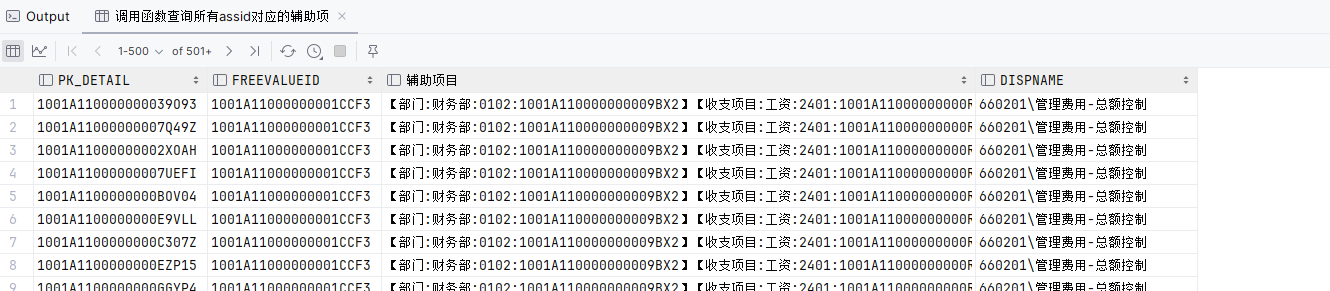 Output 调用函数查询所有assid对应的辅助项
1-500 of 501+
PK_DETAIL FREEVALUEID 辅助项目 DISPNAME
1 1001A110000000039O93 1001A11000000001CCF3 【部门:财务部:0102:1001A110000000009BX2】【收支项目:工资:2401:1001A11000000000R 660201\管理费用-总额控制
2 1001A11000000007Q49Z 1001A11000000001CCF3 【部门:财务部:0102:1001A110000000009BX2】【收支项目:工资:2401:1001A11000000000R 660201\管理费用-总额控制
3 1001A11000000002XOAH 1001A11000000001CCF3 【部门:财务部:0102:1001A110000000009BX2】【收支项目:工资:2401:1001A11000000000R 660201\管理费用-总额控制
4 1001A11000000007UEFI 1001A11000000001CCF3 【部门:财务部:0102:1001A110000000009BX2】【收支项目:工资:2401:1001A11000000000R 660201\管理费用-总额控制
5 1001A1100000000BOV04 1001A11000000001CCF3 【部门:财务部:0102:1001A110000000009BX2】【收支项目:工资:2401:1001A11000000000R 660201\管理费用-总额控制
6 1001A1100000000E9VLL 1001A11000000001CCF3 【部门:财务部:0102:1001A110000000009BX2】【收支项目:工资:2401:1001A11000000000R 660201\管理费用-总额控制
7 1001A1100000000C307Z 1001A11000000001CCF3 【部门:财务部:0102:1001A110000000009BX2】【收支项目:工资:2401:1001A11000000000R 660201\管理费用-总额控制
8 1001A1100000000EZP15 1001A11000000001CCF3 【部门:财务部:0102:1001A110000000009BX2】【收支项目:工资:2401:1001A11000000000R 660201\管理费用-总额控制
9 1001A11000000001CCF3 【部门:财务部:0102:1001A110000000009BX2】【收支项目:工资:2401:1001A11000000000R 660201\管理费用-总额控制